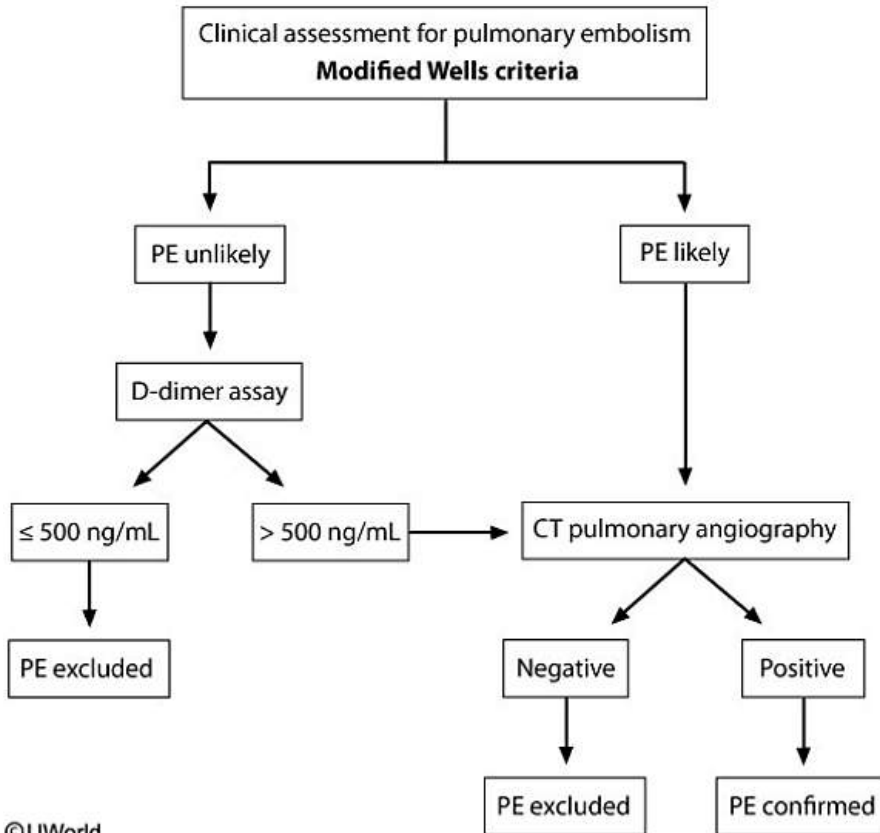 Clinical assessment for pulmonary embolism
Modified Wells criteria
PE unlikely
PE likely
D-dimer assay
≤ 500 ng/mL
> 500 ng/mL
CT pulmonary angiography
PE excluded
Negative
Positive
PE excluded
PE confirmed
©UWorld